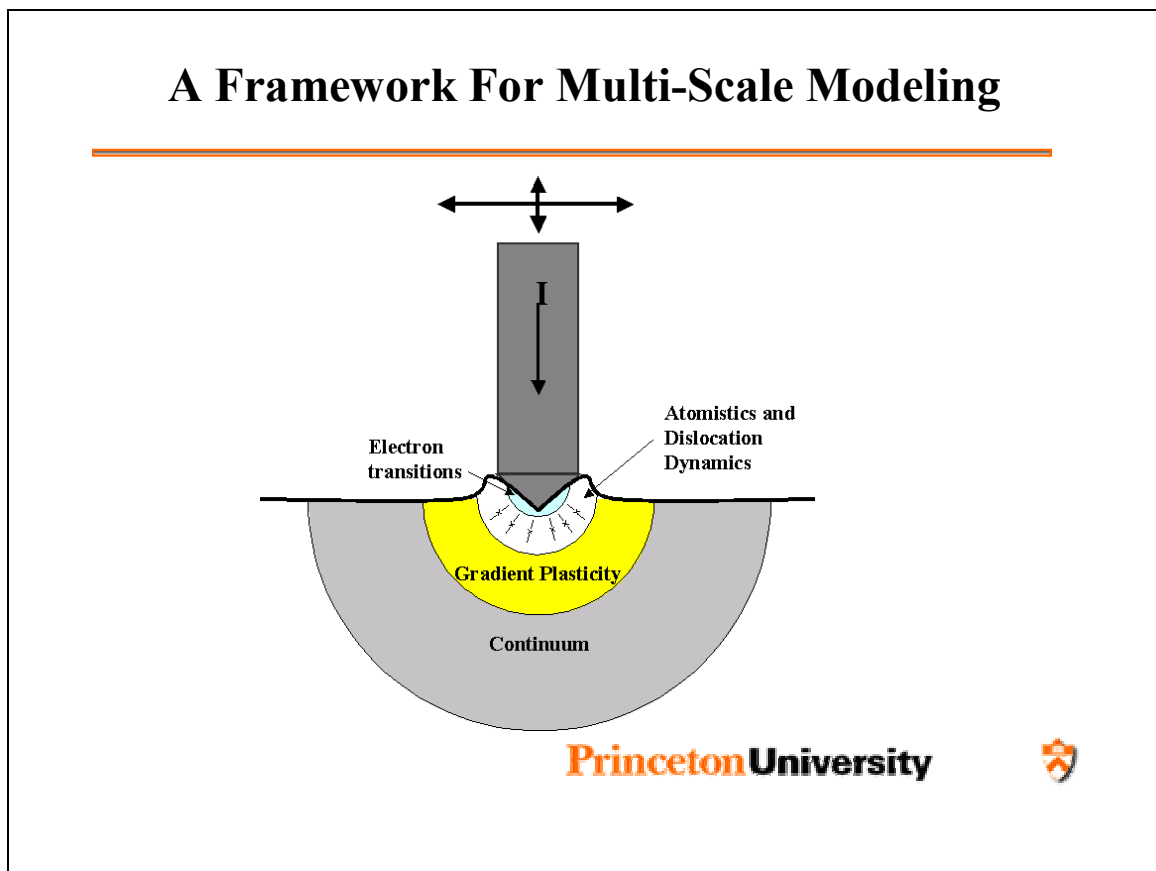 A Framework For Multi-Scale Modeling
I
Electron
transitions
Atomistics and
Dislocation
Dynamics
Gradient Plasticity
Continuum
Princeton University